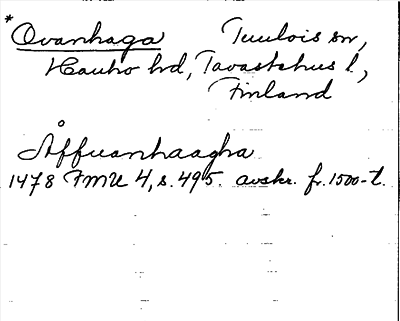 * Ovanhaga Tuulois sn,
Hauho hd, Tavastehus l,
Finland
Åffuanhaagha
1478 FMU 4, s. 495. avskr. fr. 1500-t.